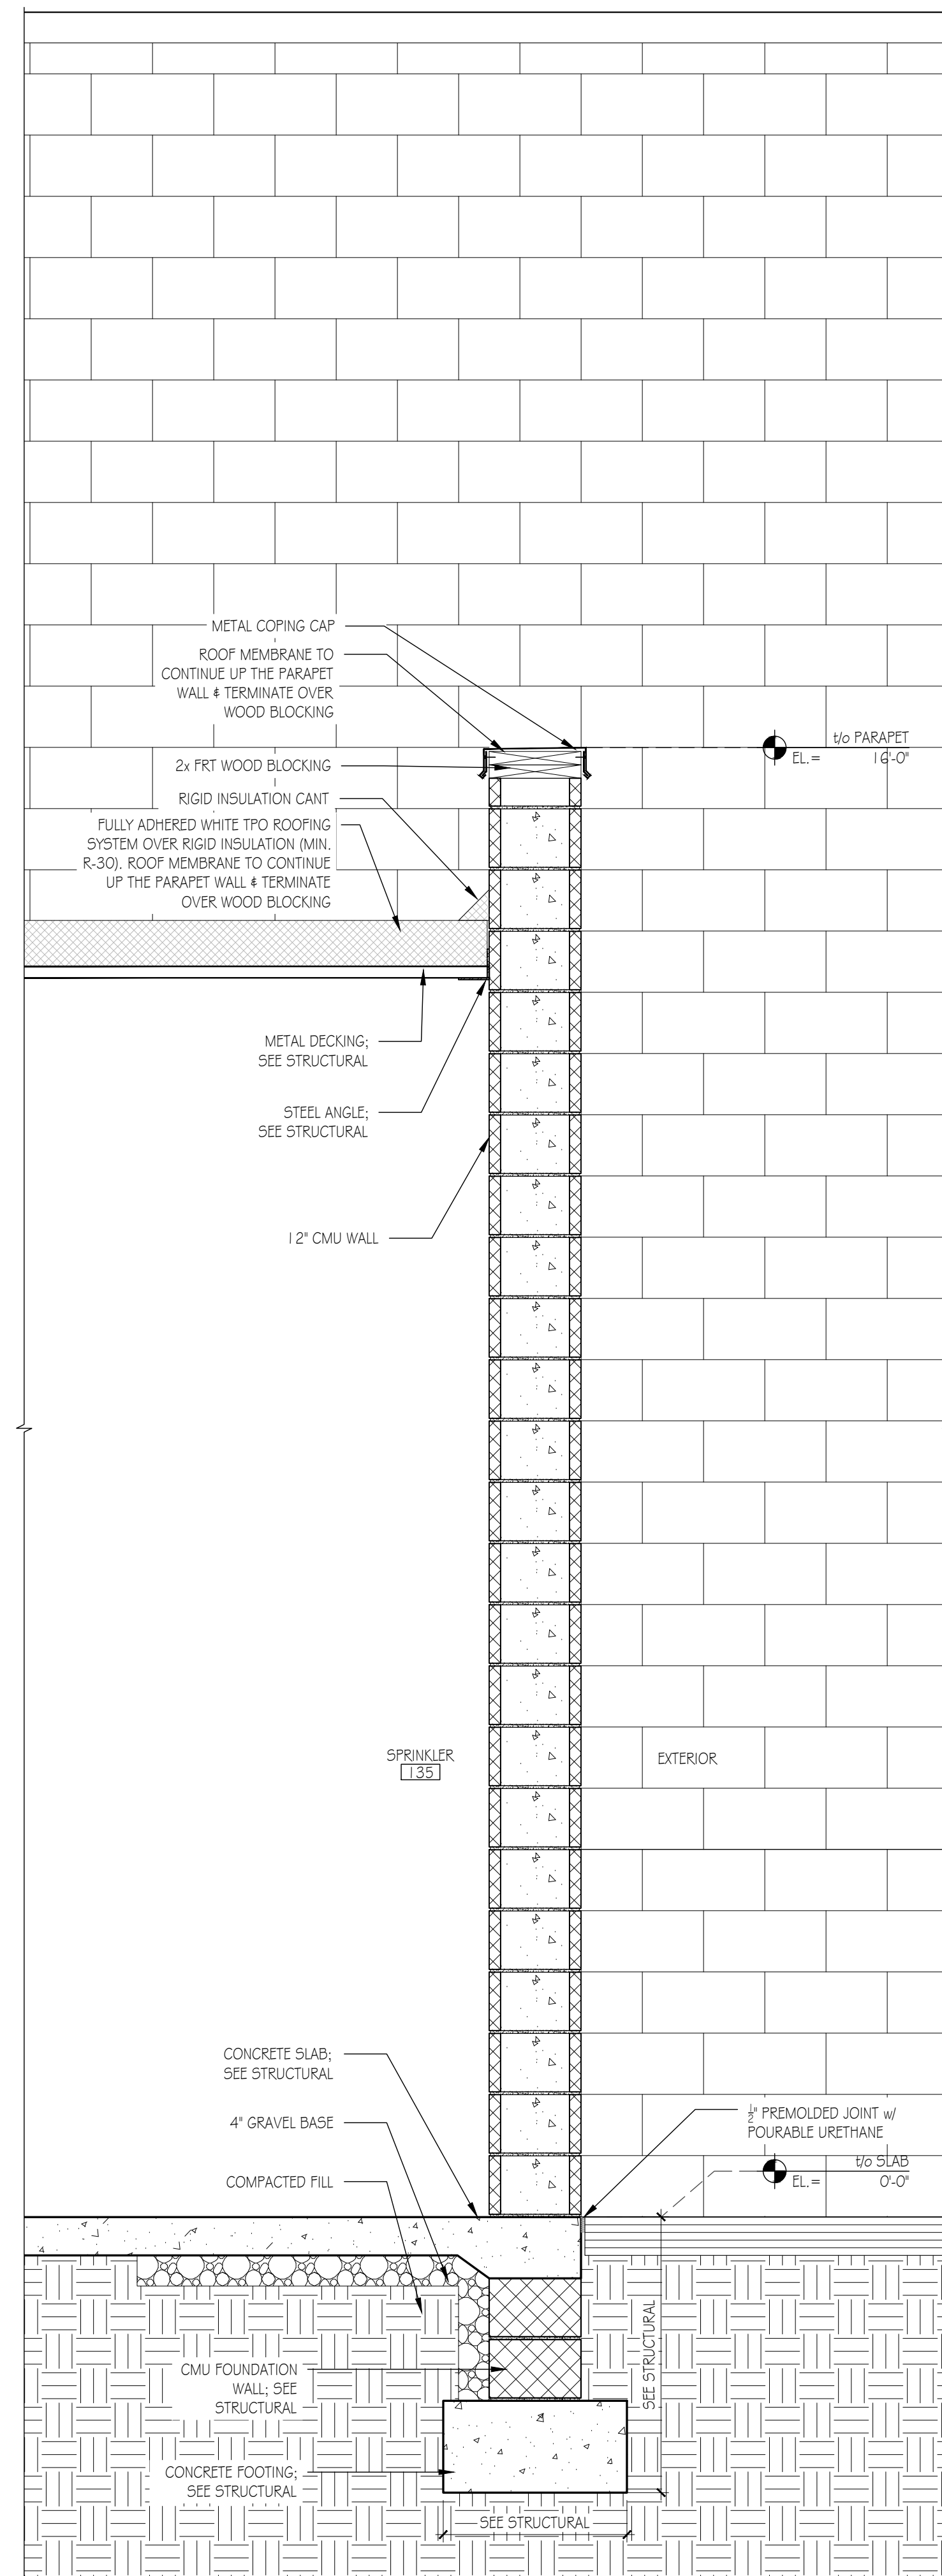 METAL COPING CAP
ROOF MEMBRANE TO
CONTINUE UP THE PARAPET
WALL & TERMINATE OVER
WOOD BLOCKING
t/o PARAPET
EL.= 16'-0"
2x FRT WOOD BLOCKING
RIGID INSULATION CANT
FULLY ADHERED WHITE TPO ROOFING
SYSTEM OVER RIGID INSULATION (MIN.
R-30). ROOF MEMBRANE TO CONTINUE
UP THE PARAPET WALL & TERMINATE
OVER WOOD BLOCKING
METAL DECKING;
SEE STRUCTURAL
STEEL ANGLE;
SEE STRUCTURAL
12" CMU WALL
SPRINKLER
135
EXTERIOR
CONCRETE SLAB;
SEE STRUCTURAL
4" GRAVEL BASE
COMPACTED FILL
½" PREMOLDED JOINT w/
POURABLE URETHANE
t/o SLAB
EL.= 0'-0"
SEE STRUCTURAL
CMU FOUNDATION
WALL; SEE
STRUCTURAL
CONCRETE FOOTING;
SEE STRUCTURAL
SEE STRUCTURAL